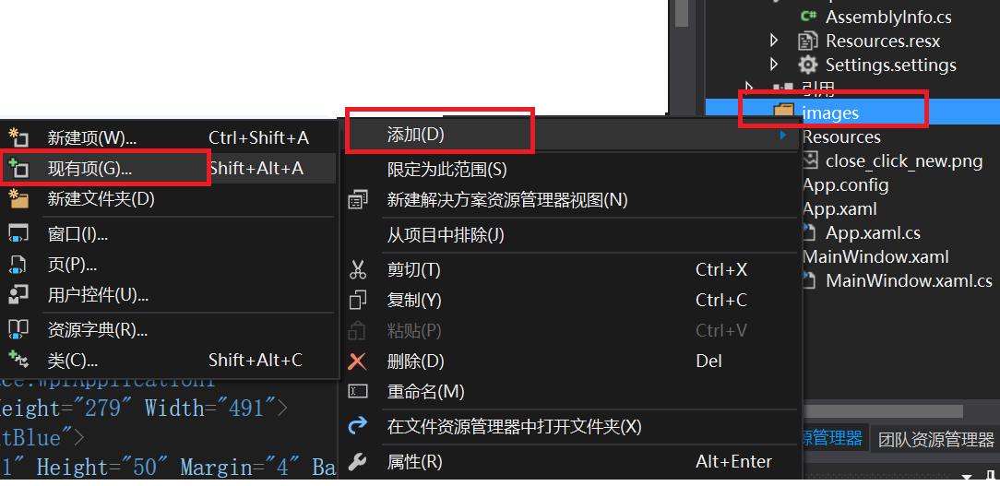 AssemblyInfo.cs
Resources.resx
Settings.settings
引用
images
Resources
close_click_new.png
App.config
App.xaml
App.xaml.cs
MainWindow.xaml
MainWindow.xaml.cs
添加(D)
限定为此范围(S)
新建解决方案资源管理器视图(N)
从项目中排除(J)
剪切(T) Ctrl+X
复制(Y) Ctrl+C
粘贴(P) Ctrl+V
删除(D) Del
重命名(M)
在文件资源管理器中打开文件夹(X)
属性(R) Alt+Enter
新建项(W)... Ctrl+Shift+A
现有项(G)... Shift+Alt+A
新建文件夹(D)
窗口(I)...
页(P)...
用户控件(U)...
资源字典(R)...
类(C)... Shift+Alt+C
eight="279" Width="491">
tBlue">
1" Height="50" Margin="4" Ba
源管理器 团队资源管理器